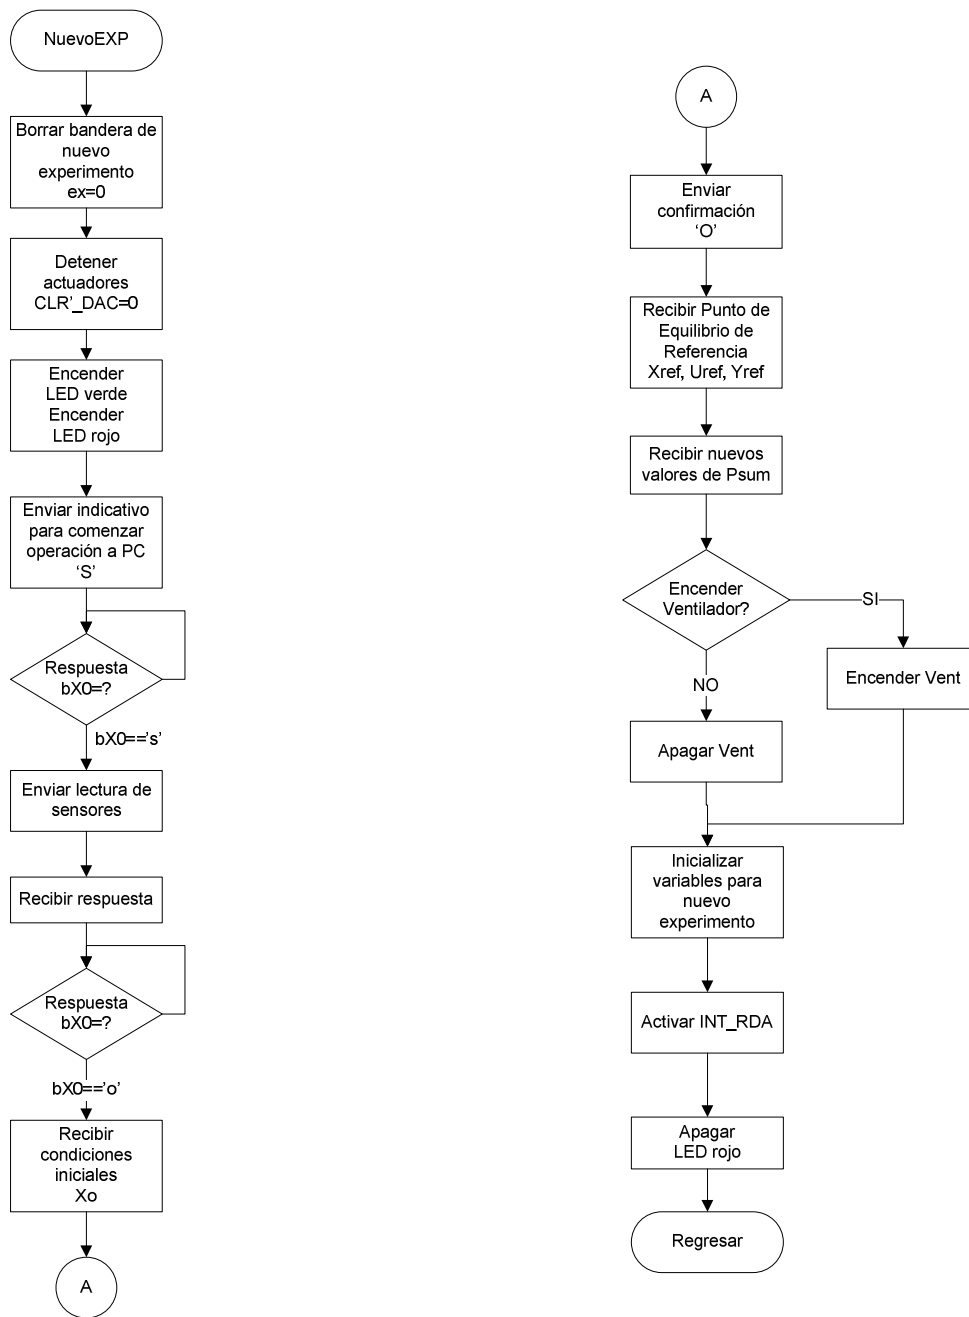 NuevoEXP
Borrar bandera de
nuevo
experimento
ex=0
Detener
actuadores
CLR'_DAC=0
Encender
LED verde
Encender
LED rojo
Enviar indicativo
para comenzar
operación a PC
‘S’
Respuesta
bX0=?
bX0==’s’
Enviar lectura de
sensores
Recibir respuesta
Respuesta
bX0=?
bX0==’o’
Recibir
condiciones
iniciales
Xo
A
A
Enviar
confirmación
‘O’
Recibir Punto de
Equilibrio de
Referencia
Xref, Uref, Yref
Recibir nuevos
valores de Psum
Encender
Ventilador?
SI
Encender Vent
NO
Apagar Vent
Inicializar
variables para
nuevo
experimento
Activar INT_RDA
Apagar
LED rojo
Regresar